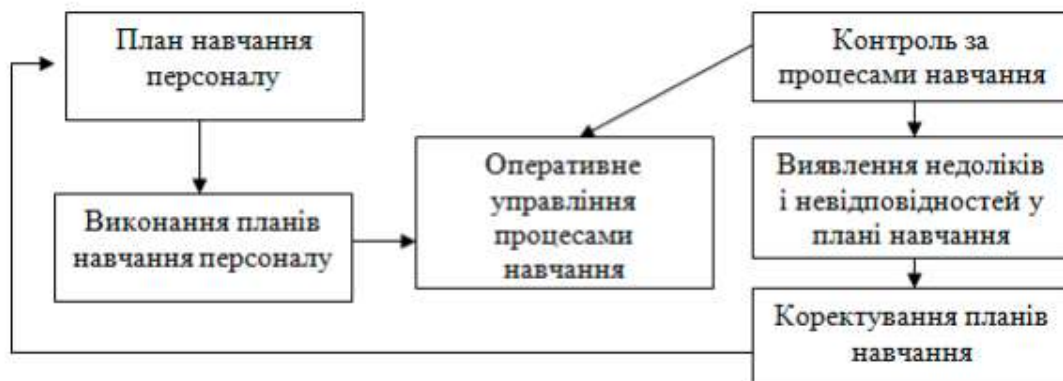 План навчання
персоналу
Виконання планів
навчання персоналу
Оперативне
управління
процесами
навчання
Контроль за
процесами навчання
Виявлення недоліків
і невідповідностей у
плані навчання
Коректування планів
навчання